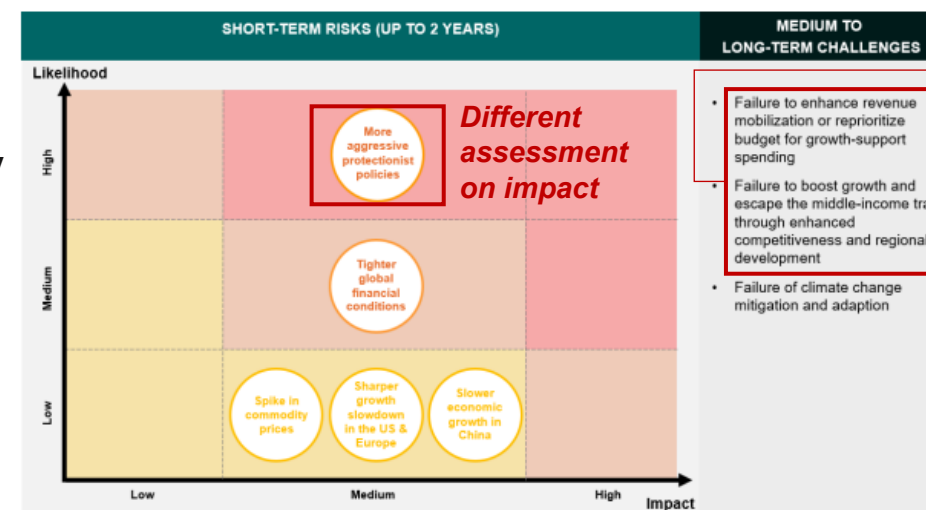 SHORT-TERM RISKS (UP TO 2 YEARS)
MEDIUM TO
LONG-TERM CHALLENGES
Likelihood
High
More
aggressive
protectionist
policies
Different
assessment
on impact
Medium
Tighter
global
financial
conditions
Low
Spike in
commodity
prices
Sharper
growth
slowdown
in the US &
Europe
Slower
economic
growth in
China
Low
Medium
High
Impact
• Failure to enhance revenue
mobilization or reprioritize
budget for growth-support
spending
• Failure to boost growth and
escape the middle-income tra
through enhanced
competitiveness and regional
development
• Failure of climate change
mitigation and adaption